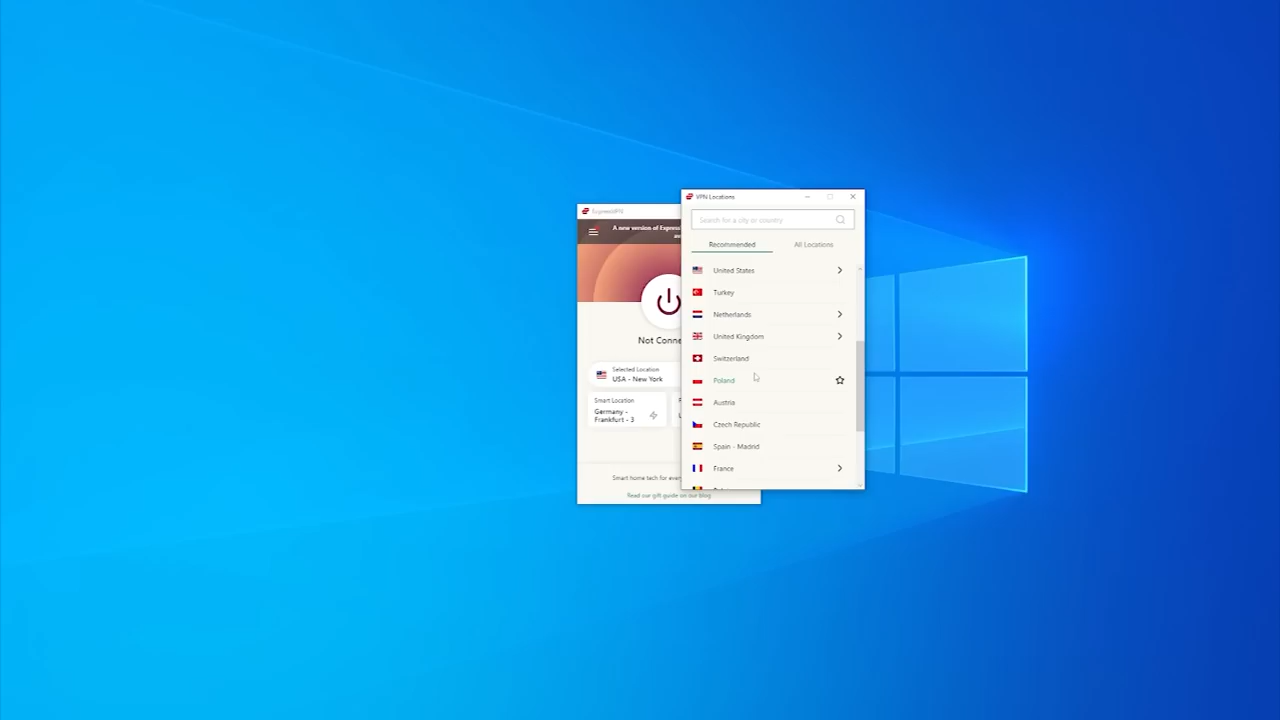 ExpressVPN
A new version of Express
Not Conne
Selected Location
USA - New York
Smart Location
Germany -
Frankfurt - 3
Smart home tech for every
Read our gift guide on our blog
VPN Locations
Search for a city or country
Recommended
All Locations
United States
Turkey
Netherlands
United Kingdom
Switzerland
Poland
Austria
Czech Republic
Spain - Madrid
France